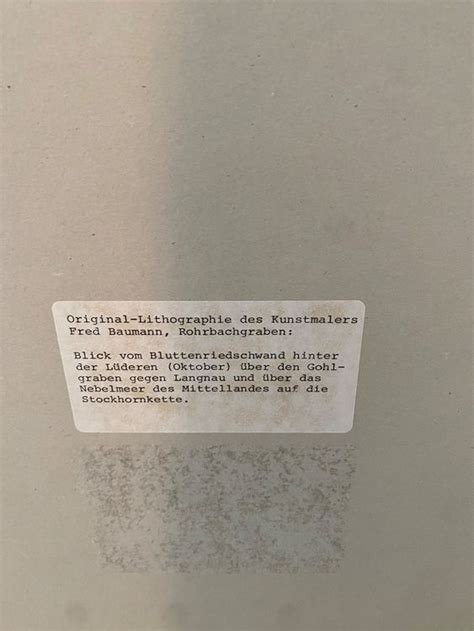 Original-Lithographie des Kunstmalers
Fred Baumann, Rohrbachgraben:
Blick vom Bluttenriedschwand hinter
der Lüderen (Oktober) über den Gohl-
graben gegen Langnau und über das
Nebelmeer des Mittellandes auf die
Stockhornkette.